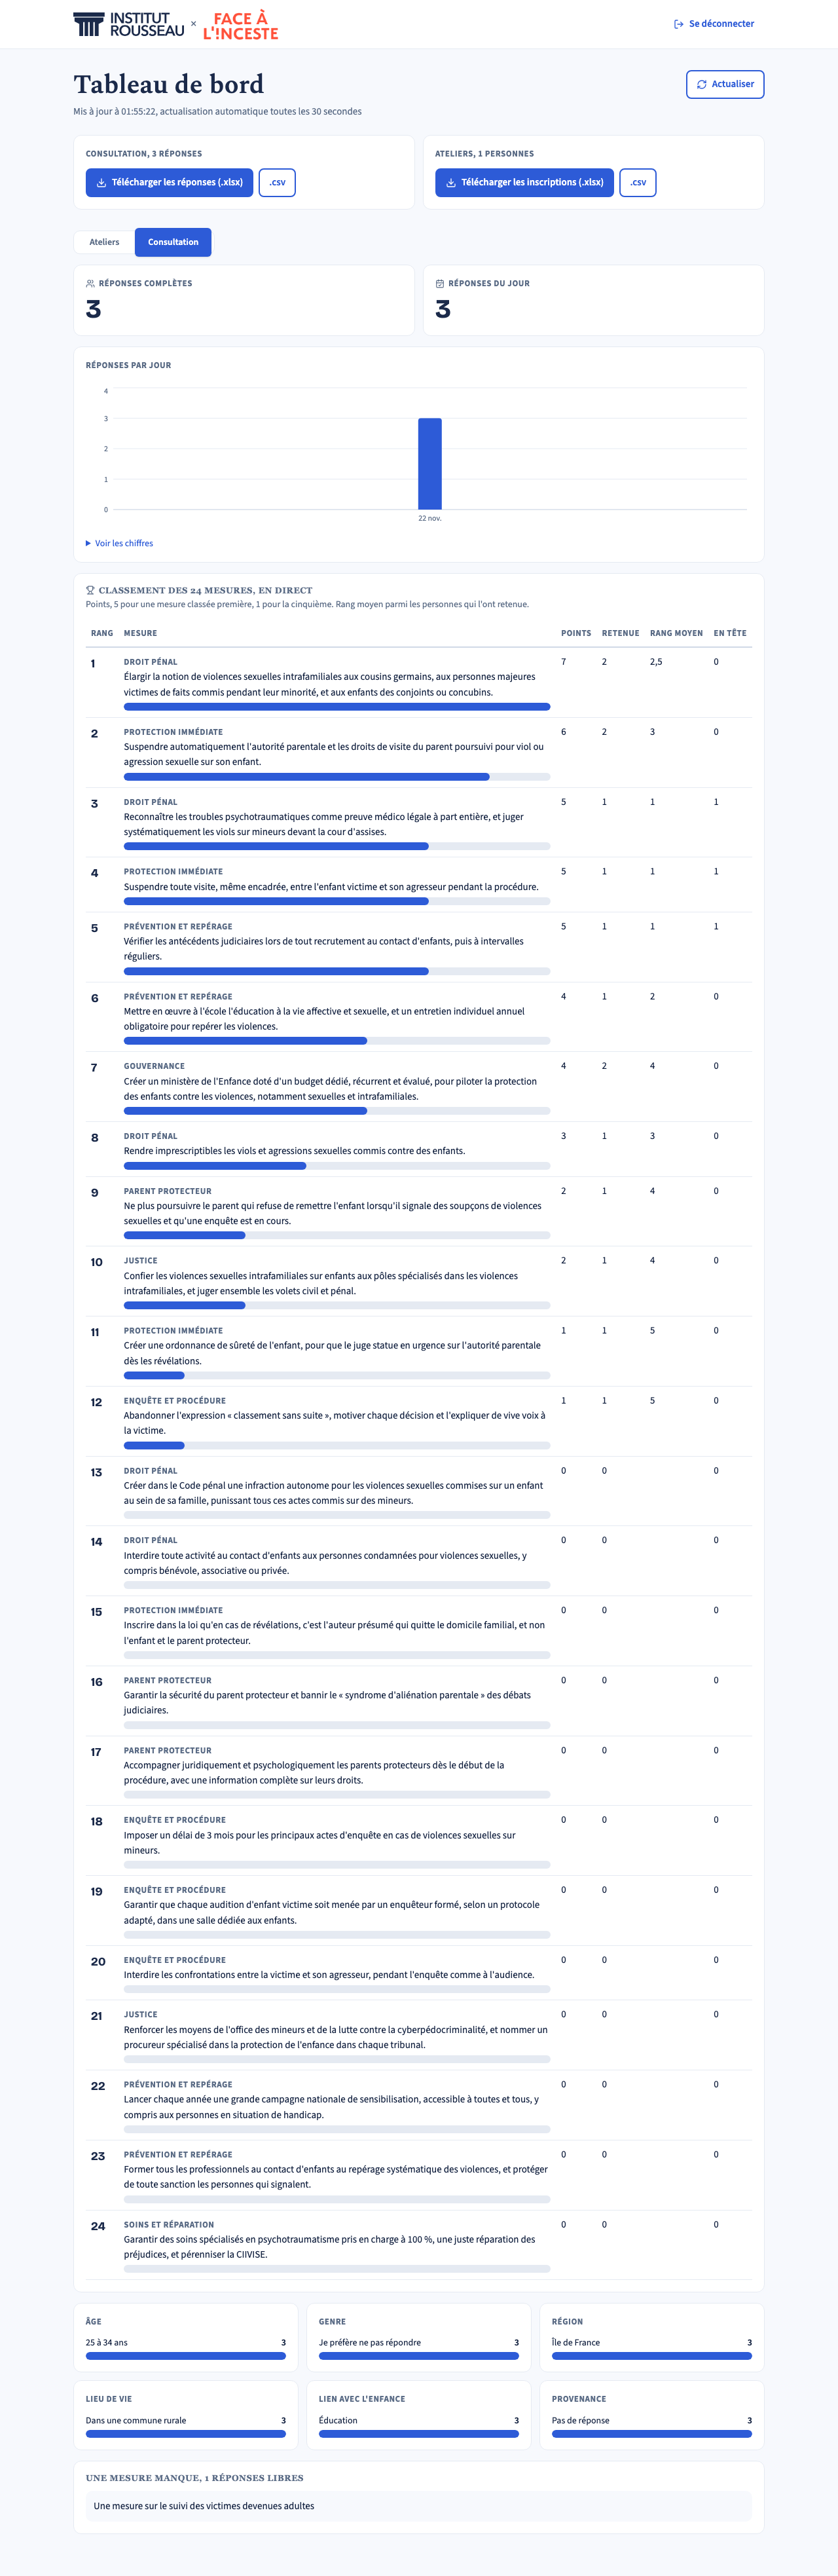 INSTITUT
ROUSSEAU
×
FACE À
L'INCESTE
Se déconnecter
Tableau de bord
Actualiser
Mis à jour à 01:55:22, actualisation automatique toutes les 30 secondes
CONSULTATION, 3 RÉPONSES
Télécharger les réponses (.xlsx)
.csv
ATELIERS, 1 PERSONNES
Télécharger les inscriptions (.xlsx)
.csv
Ateliers
Consultation
RÉPONSES COMPLÈTES
3
RÉPONSES DU JOUR
3
RÉPONSES PAR JOUR
4
3
2
1
0
22 nov.
Voir les chiffres
CLASSEMENT DES 24 MESURES, EN DIRECT
Points, 5 pour une mesure classée première, 1 pour la cinquième. Rang moyen parmi les personnes qui l'ont retenue.
RANG MESURE POINTS RETENUE RANG MOYEN EN TÊTE
1 DROIT PÉNAL 7 2 2,5 0
Élargir la notion de violences sexuelles intrafamiliales aux cousins germains, aux personnes majeures
victimes de faits commis pendant leur minorité, et aux enfants des conjoints ou concubins.
2 PROTECTION IMMÉDIATE 6 2 3 0
Suspendre automatiquement l'autorité parentale et les droits de visite du parent poursuivi pour viol ou
agression sexuelle sur son enfant.
3 DROIT PÉNAL 5 1 1 1
Reconnaître les troubles psychotraumatiques comme preuve médico légale à part entière, et juger
systématiquement les viols sur mineurs devant la cour d'assises.
4 PROTECTION IMMÉDIATE 5 1 1 1
Suspendre toute visite, même encadrée, entre l'enfant victime et son agresseur pendant la procédure.
5 PRÉVENTION ET REPÉRAGE 5 1 1 1
Vérifier les antécédents judiciaires lors de tout recrutement au contact d'enfants, puis à intervalles
réguliers.
6 PRÉVENTION ET REPÉRAGE 4 1 2 0
Mettre en œuvre à l'école l'éducation à la vie affective et sexuelle, et un entretien individuel annuel
obligatoire pour repérer les violences.
7 GOUVERNANCE 4 2 4 0
Créer un ministère de l'Enfance doté d'un budget dédié, récurrent et évalué, pour piloter la protection
des enfants contre les violences, notamment sexuelles et intrafamiliales.
8 DROIT PÉNAL 3 1 3 0
Rendre imprescriptibles les viols et agressions sexuelles commis contre des enfants.
9 PARENT PROTECTEUR 2 1 4 0
Ne plus poursuivre le parent qui refuse de remettre l'enfant lorsqu'il signale des soupçons de violences
sexuelles et qu'une enquête est en cours.
10 JUSTICE 2 1 4 0
Confier les violences sexuelles intrafamiliales sur enfants aux pôles spécialisés dans les violences
intrafamiliales, et juger ensemble les volets civil et pénal.
11 PROTECTION IMMÉDIATE 1 1 5 0
Créer une ordonnance de sûreté de l'enfant, pour que le juge statue en urgence sur l'autorité parentale
dès les révélations.
12 ENQUÊTE ET PROCÉDURE 1 1 5 0
Abandonner l'expression « classement sans suite », motiver chaque décision et l'expliquer de vive voix à
la victime.
13 DROIT PÉNAL 0 0 0
Créer dans le Code pénal une infraction autonome pour les violences sexuelles commises sur un enfant
au sein de sa famille, punissant tous ces actes commis sur des mineurs.
14 DROIT PÉNAL 0 0 0
Interdire toute activité au contact d'enfants aux personnes condamnées pour violences sexuelles, y
compris bénévole, associative ou privée.
15 PROTECTION IMMÉDIATE 0 0 0
Inscrire dans la loi qu'en cas de révélations, c'est l'auteur présumé qui quitte le domicile familial, et non
l'enfant et le parent protecteur.
16 PARENT PROTECTEUR 0 0 0
Garantir la sécurité du parent protecteur et bannir le « syndrome d'aliénation parentale » des débats
judiciaires.
17 PARENT PROTECTEUR 0 0 0
Accompagner juridiquement et psychologiquement les parents protecteurs dès le début de la
procédure, avec une information complète sur leurs droits.
18 ENQUÊTE ET PROCÉDURE 0 0 0
Imposer un délai de 3 mois pour les principaux actes d'enquête en cas de violences sexuelles sur
mineurs.
19 ENQUÊTE ET PROCÉDURE 0 0 0
Garantir que chaque audition d'enfant victime soit menée par un enquêteur formé, selon un protocole
adapté, dans une salle dédiée aux enfants.
20 ENQUÊTE ET PROCÉDURE 0 0 0
Interdire les confrontations entre la victime et son agresseur, pendant l'enquête comme à l'audience.
21 JUSTICE 0 0 0
Renforcer les moyens de l'office des mineurs et de la lutte contre la cyberpédocriminalité, et nommer un
procureur spécialisé dans la protection de l'enfance dans chaque tribunal.
22 PRÉVENTION ET REPÉRAGE 0 0 0
Lancer chaque année une grande campagne nationale de sensibilisation, accessible à toutes et tous, y
compris aux personnes en situation de handicap.
23 PRÉVENTION ET REPÉRAGE 0 0 0
Former tous les professionnels au contact d'enfants au repérage systématique des violences, et protéger
de toute sanction les personnes qui signalent.
24 SOINS ET RÉPARATION 0 0 0
Garantir des soins spécialisés en psychotraumatisme pris en charge à 100 %, une juste réparation des
préjudices, et pérenniser la CIIVISE.
ÂGE
25 à 34 ans 3
GENRE
Je préfère ne pas répondre 3
RÉGION
Île de France 3
LIEU DE VIE
Dans une commune rurale 3
LIEN AVEC L'ENFANCE
Éducation 3
PROVENANCE
Pas de réponse 3
UNE MESURE MANQUE, 1 RÉPONSES LIBRES
Une mesure sur le suivi des victimes devenues adultes